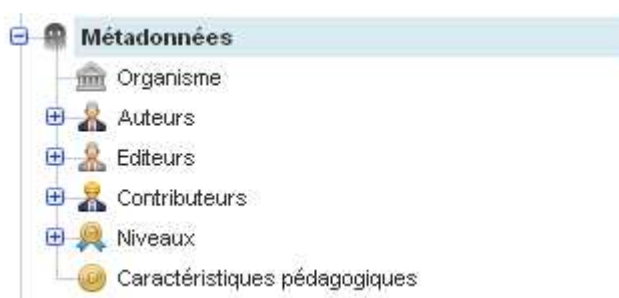 Métadonnées
Organisme
Auteurs
Editeurs
Contributeurs
Niveaux
Caractéristiques pédagogiques